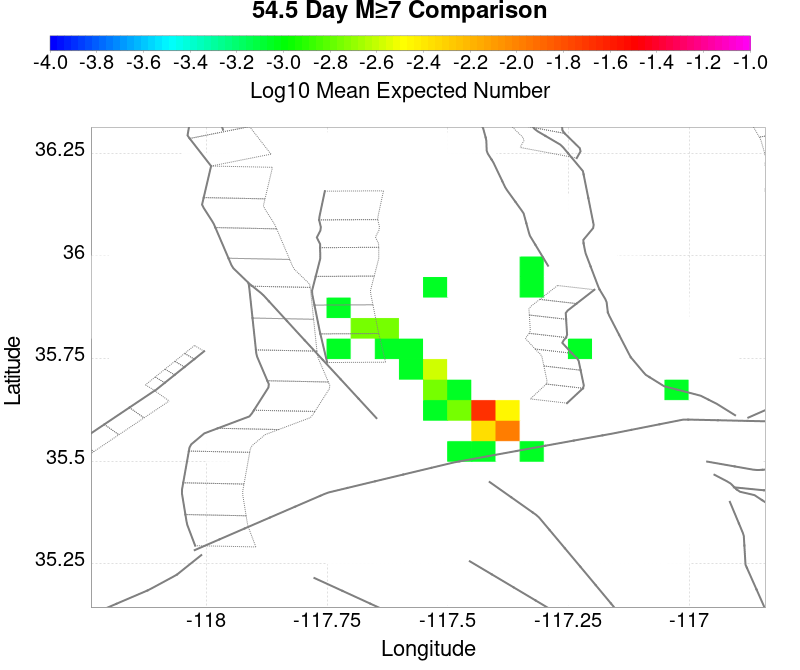 54.5 Day M≥7 Comparison
-4.0 -3.8 -3.6 -3.4 -3.2 -3.0 -2.8 -2.6 -2.4 -2.2 -2.0 -1.8 -1.6 -1.4 -1.2 -1.0
Log10 Mean Expected Number
36.25
36
35.75
35.5
35.25
Latitude
-118 -117.75 -117.5 -117.25 -117
Longitude